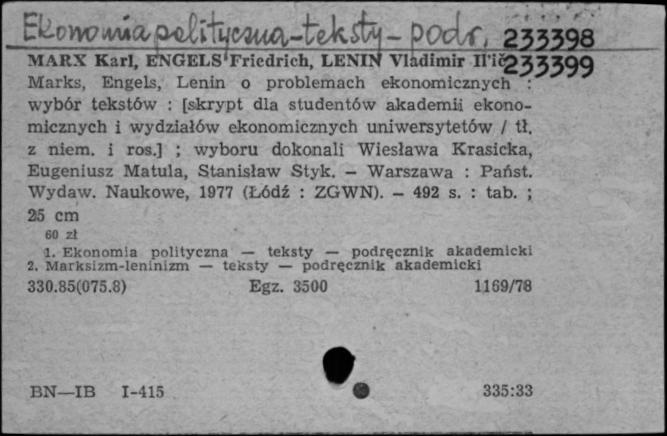 Ekonomia polityczna – teksty – podr. 233398
MARX Karl, ENGELS Friedrich, LENIN Vladimir Il'ič 233399
Marks, Engels, Lenin o problemach ekonomicznych :
wybór tekstów : [skrypt dla studentów akademii ekono-
micznych i wydziałów ekonomicznych uniwersytetów / tł.
z niem. i ros.] ; wyboru dokonali Wiesława Krasicka,
Eugeniusz Matula, Stanisław Styk. – Warszawa : Państ.
Wydaw. Naukowe, 1977 (Łódź : ZGWN). – 492 s. : tab. ;
25 cm
60 zł
1. Ekonomia polityczna — teksty — podręcznik akademicki
2. Marksizm-leninizm — teksty — podręcznik akademicki
330.85(075.8) Egz. 3500 1169/78
BN—IB I-415 335:33